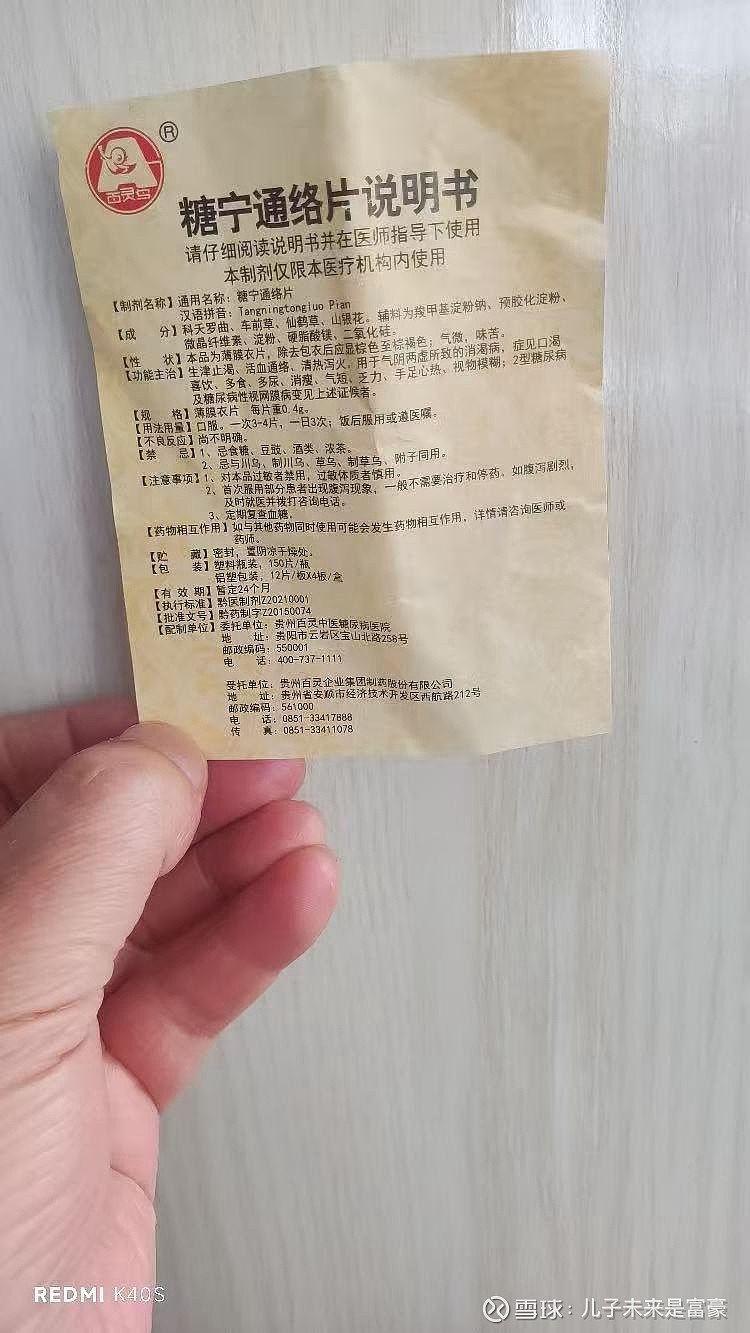 百灵鸟
®
糖宁通络片说明书
请仔细阅读说明书并在医师指导下使用
本制剂仅限本医疗机构内使用
【制剂名称】通用名称：糖宁通络片
汉语拼音：Tangningtongluo Pian
【成 分】科天罗曲、车前草、仙鹤草、山银花。辅料为羧甲基淀粉钠、预胶化淀粉、
微晶纤维素、淀粉、硬脂酸镁、二氧化硅。
【性 状】本品为薄膜衣片，除去包衣后应显棕色至棕褐色；气微，味苦。
【功能主治】生津止渴、活血通络、清热泻火。用于气阴两虚所致的消渴病，症见口渴
喜饮、多食、多尿、消瘦、气短、乏力、手足心热、视物模糊；2型糖尿病
及糖尿病性视网膜病变见上述证候者。
【规 格】薄膜衣片 每片重0.4g。
【用法用量】口服。一次3-4片，一日3次；饭后服用或遵医嘱。
【不良反应】尚不明确。
【禁 忌】1、忌食糖、豆豉、酒类、浓茶。
2、忌与川乌、制川乌、草乌、制草乌、附子同用。
【注意事项】1、对本品过敏者禁用，过敏体质者慎用。
2、首次服用部分患者出现腹泻现象，一般不需要治疗和停药。如腹泻剧烈，
及时就医并拨打咨询电话。
3、定期复查血糖。
【药物相互作用】如与其他药物同时使用可能会发生药物相互作用，详情请咨询医师或
药师。
【贮 藏】密封，置阴凉干燥处。
【包 装】塑料瓶装，150片/瓶
铝塑包装，12片/板X4板/盒
【有 效 期】暂定24个月
【执行标准】黔医制剂Z20210001
【批准文号】黔药制字Z20150074
【配制单位】委托单位：贵州百灵中医糖尿病医院
地 址：贵阳市云岩区宝山北路258号
邮政编码：550001
电 话：400-737-1111
受托单位：贵州百灵企业集团制药股份有限公司
地 址：贵州省安顺市经济技术开发区西航路212号
邮政编码：561000
电 话：0851-33417888
传 真：0851-33411078
REDMI K40S
雪球：儿子未来是富豪